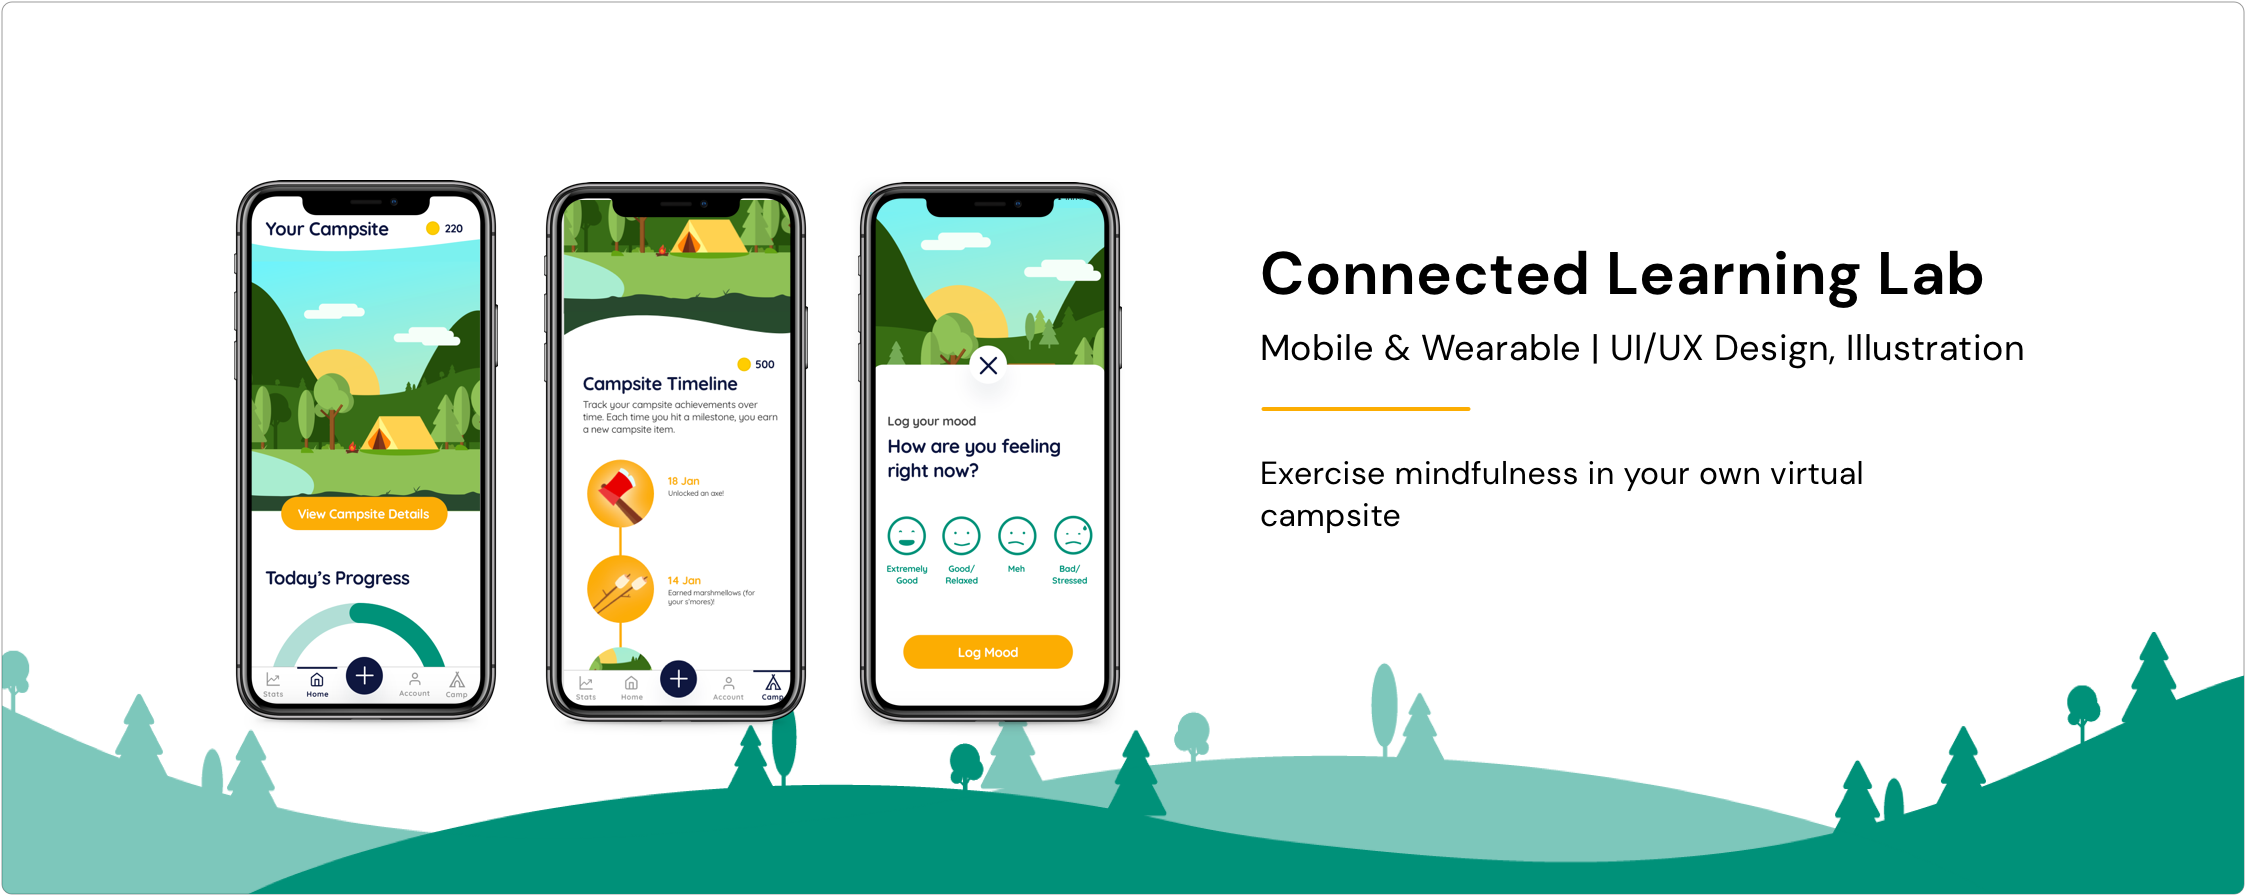 Your Campsite
220
View Campsite Details
Today's Progress
Stats
Home
Account
Camp
500
Campsite Timeline
Track your campsite achievements over
time. Each time you hit a milestone, you earn
a new campsite item.
18 Jan
Unlocked an axe!
14 Jan
Earned marshmellows (for
your s'mores)!
Stats
Home
Account
Camp
Log your mood
How are you feeling
right now?
Extremely
Good
Good/
Relaxed
Meh
Bad/
Stressed
Log Mood
Connected Learning Lab
Mobile & Wearable | UI/UX Design, Illustration
Exercise mindfulness in your own virtual
campsite